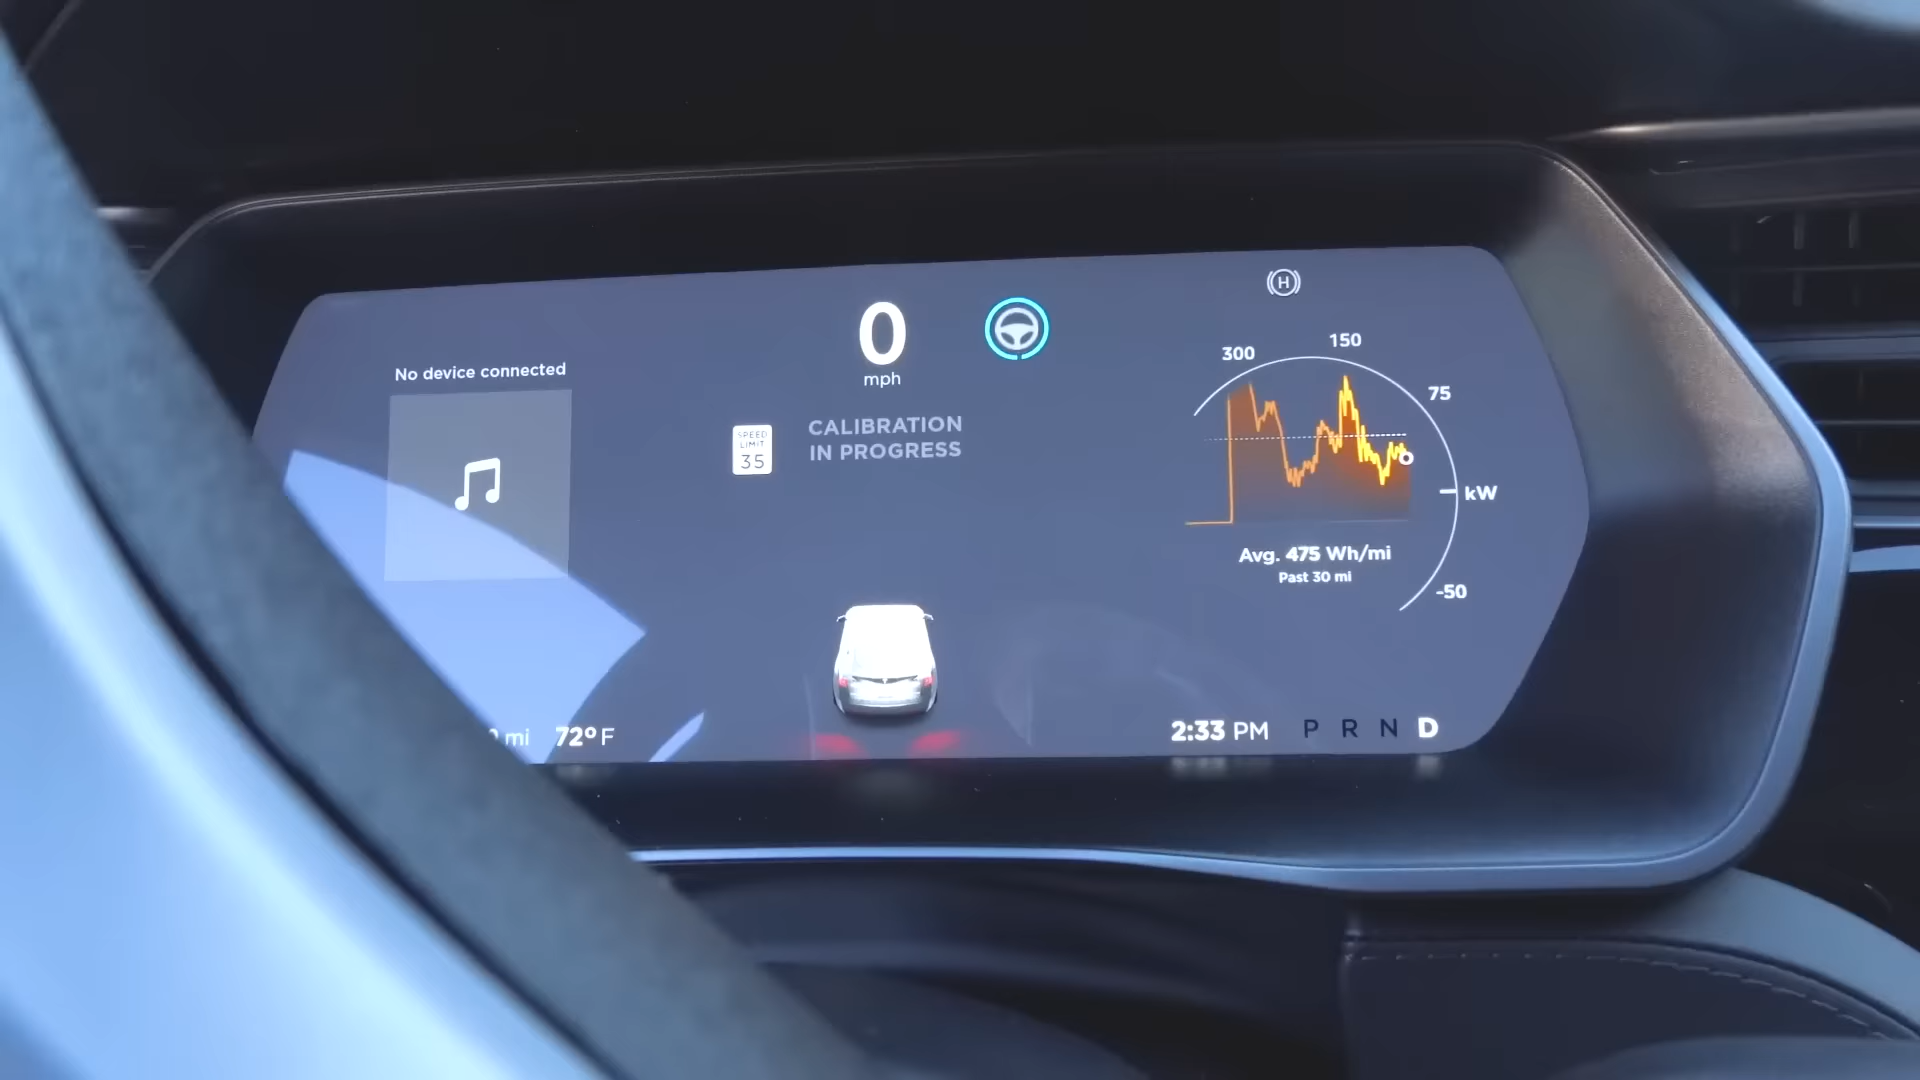 No device connected
0
mph
SPEED
LIMIT
35
CALIBRATION
IN PROGRESS
H
300
150
75
kW
-50
Avg. 475 Wh/mi
Past 30 mi
mi
72° F
2:33 PM
P R N D